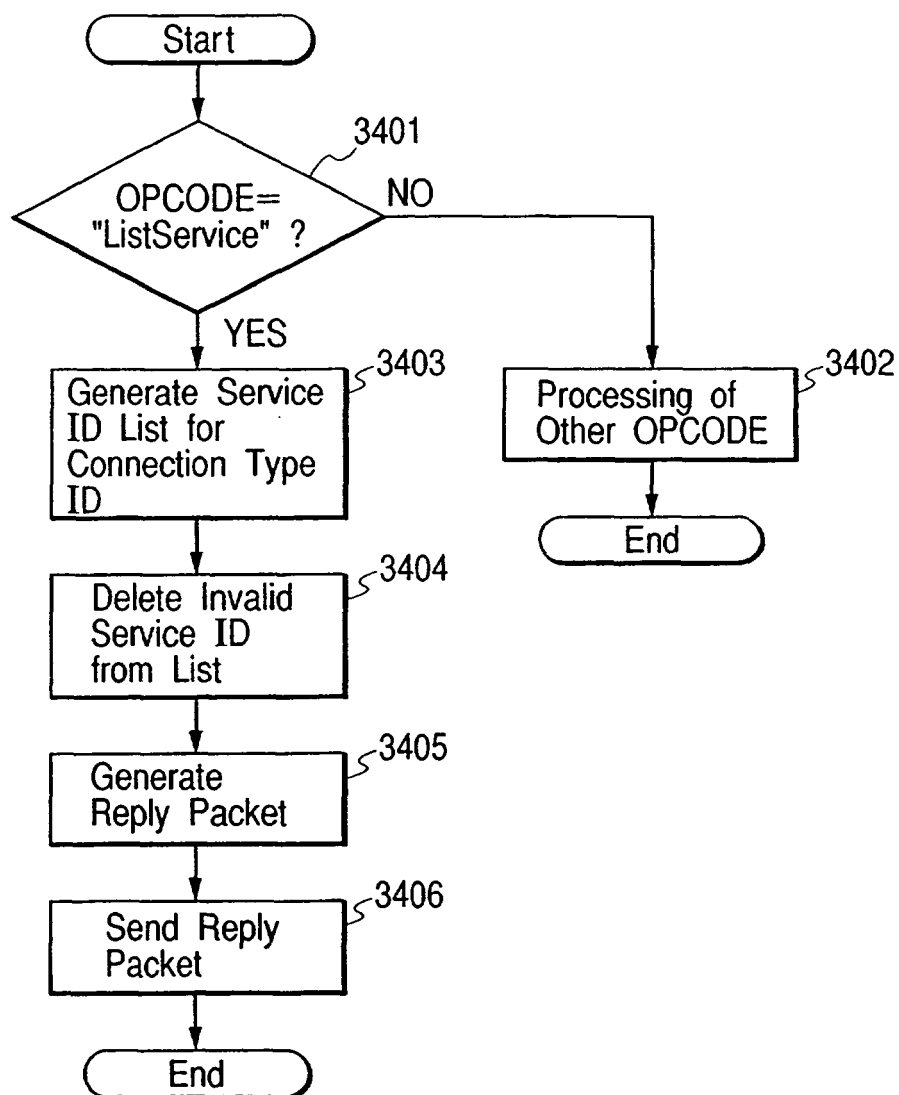 Start
3401
OPCODE=
"ListService" ?
NO
YES
3403
Generate Service
ID List for
Connection Type
ID
3402
Processing of
Other OPCODE
End
3404
Delete Invalid
Service ID
from List
3405
Generate
Reply Packet
3406
Send Reply
Packet
End